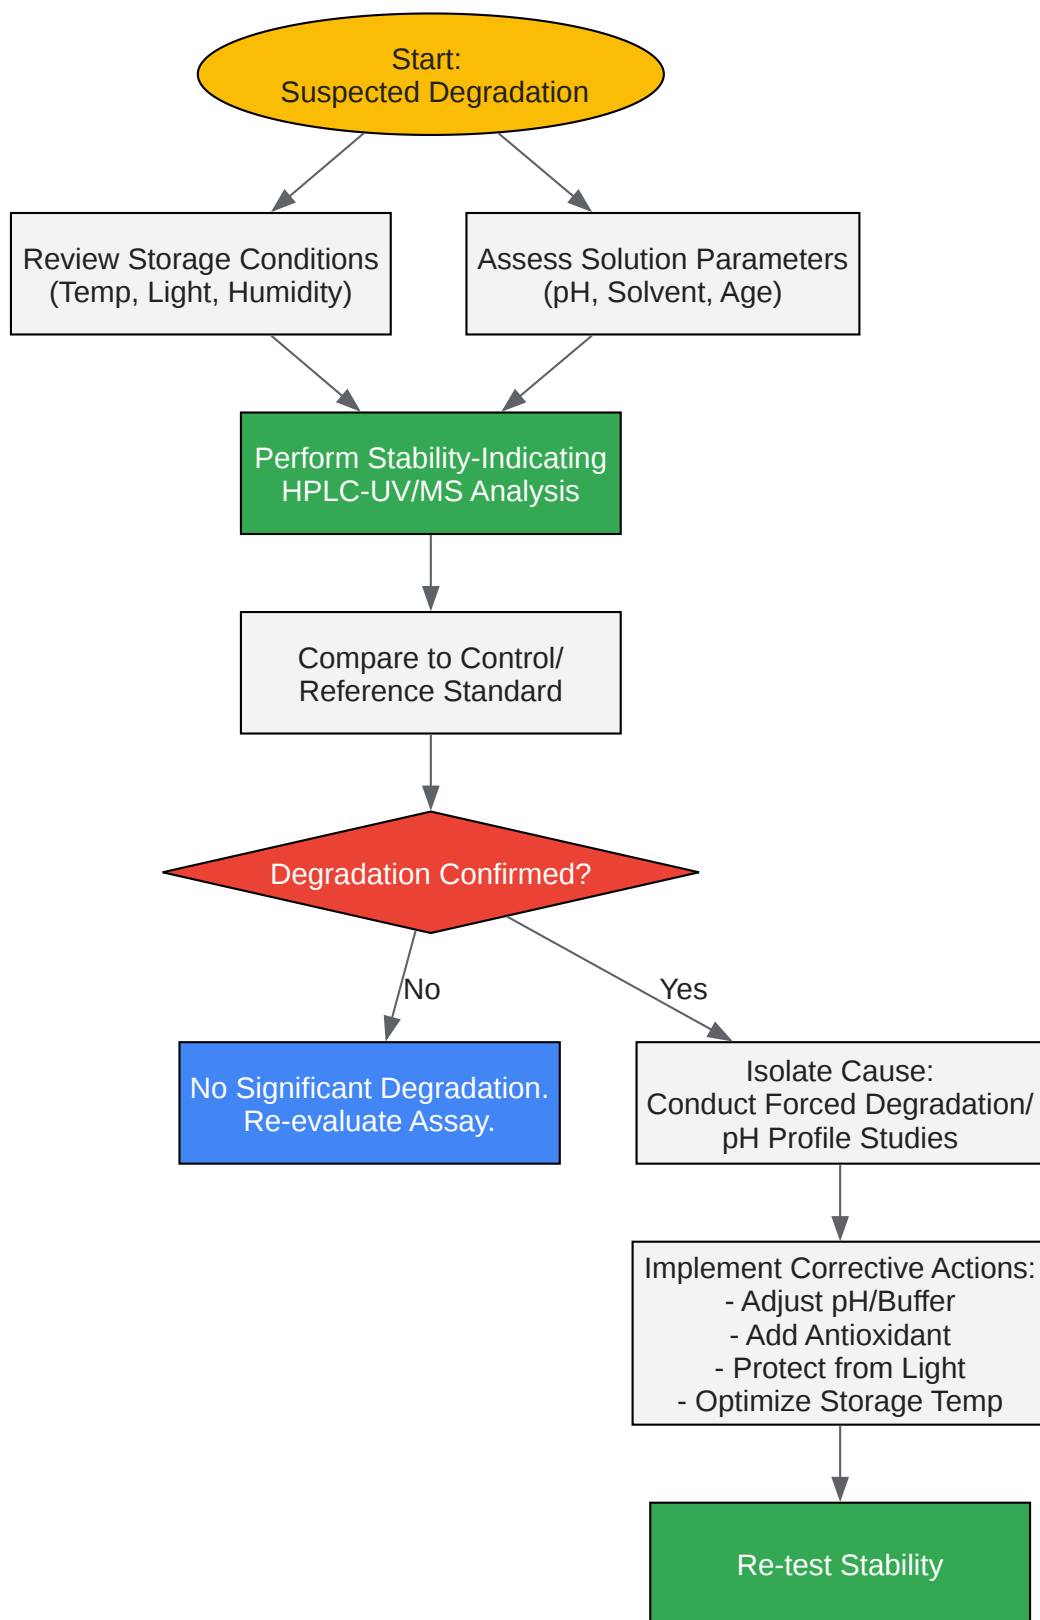 Start:
Suspected Degradation
Review Storage Conditions
(Temp, Light, Humidity)
Assess Solution Parameters
(pH, Solvent, Age)
Perform Stability-Indicating
HPLC-UV/MS Analysis
Compare to Control/
Reference Standard
Degradation Confirmed?
No
Yes
No Significant Degradation.
Re-evaluate Assay.
Isolate Cause:
Conduct Forced Degradation/
pH Profile Studies
Implement Corrective Actions:
- Adjust pH/Buffer
- Add Antioxidant
- Protect from Light
- Optimize Storage Temp
Re-test Stability